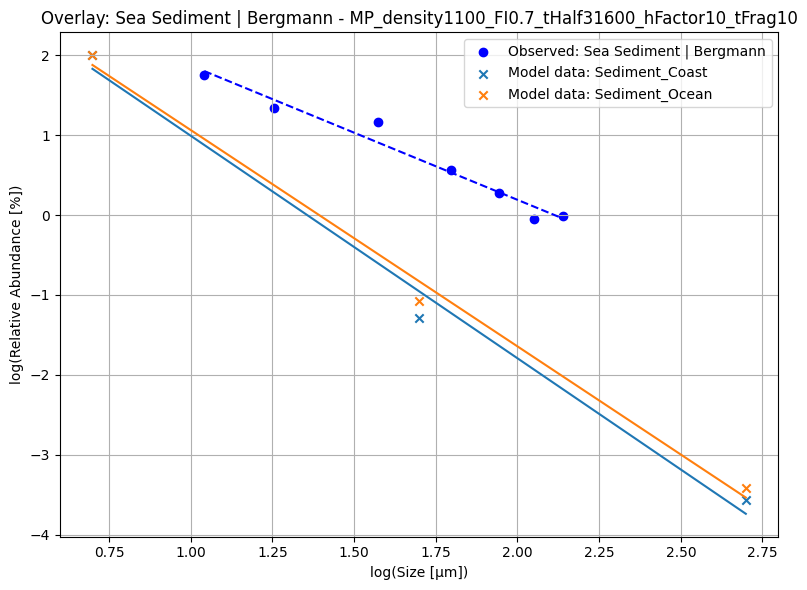 Overlay: Sea Sediment | Bergmann - MP_density1100_FI0.7_tHalf31600_hFactor10_tFrag10
Observed: Sea Sediment | Bergmann
Model data: Sediment_Coast
Model data: Sediment_Ocean
log(Relative Abundance [%])
2
1
0
−1
−2
−3
−4
0.75
1.00
1.25
1.50
1.75
2.00
2.25
2.50
2.75
log(Size [μm])